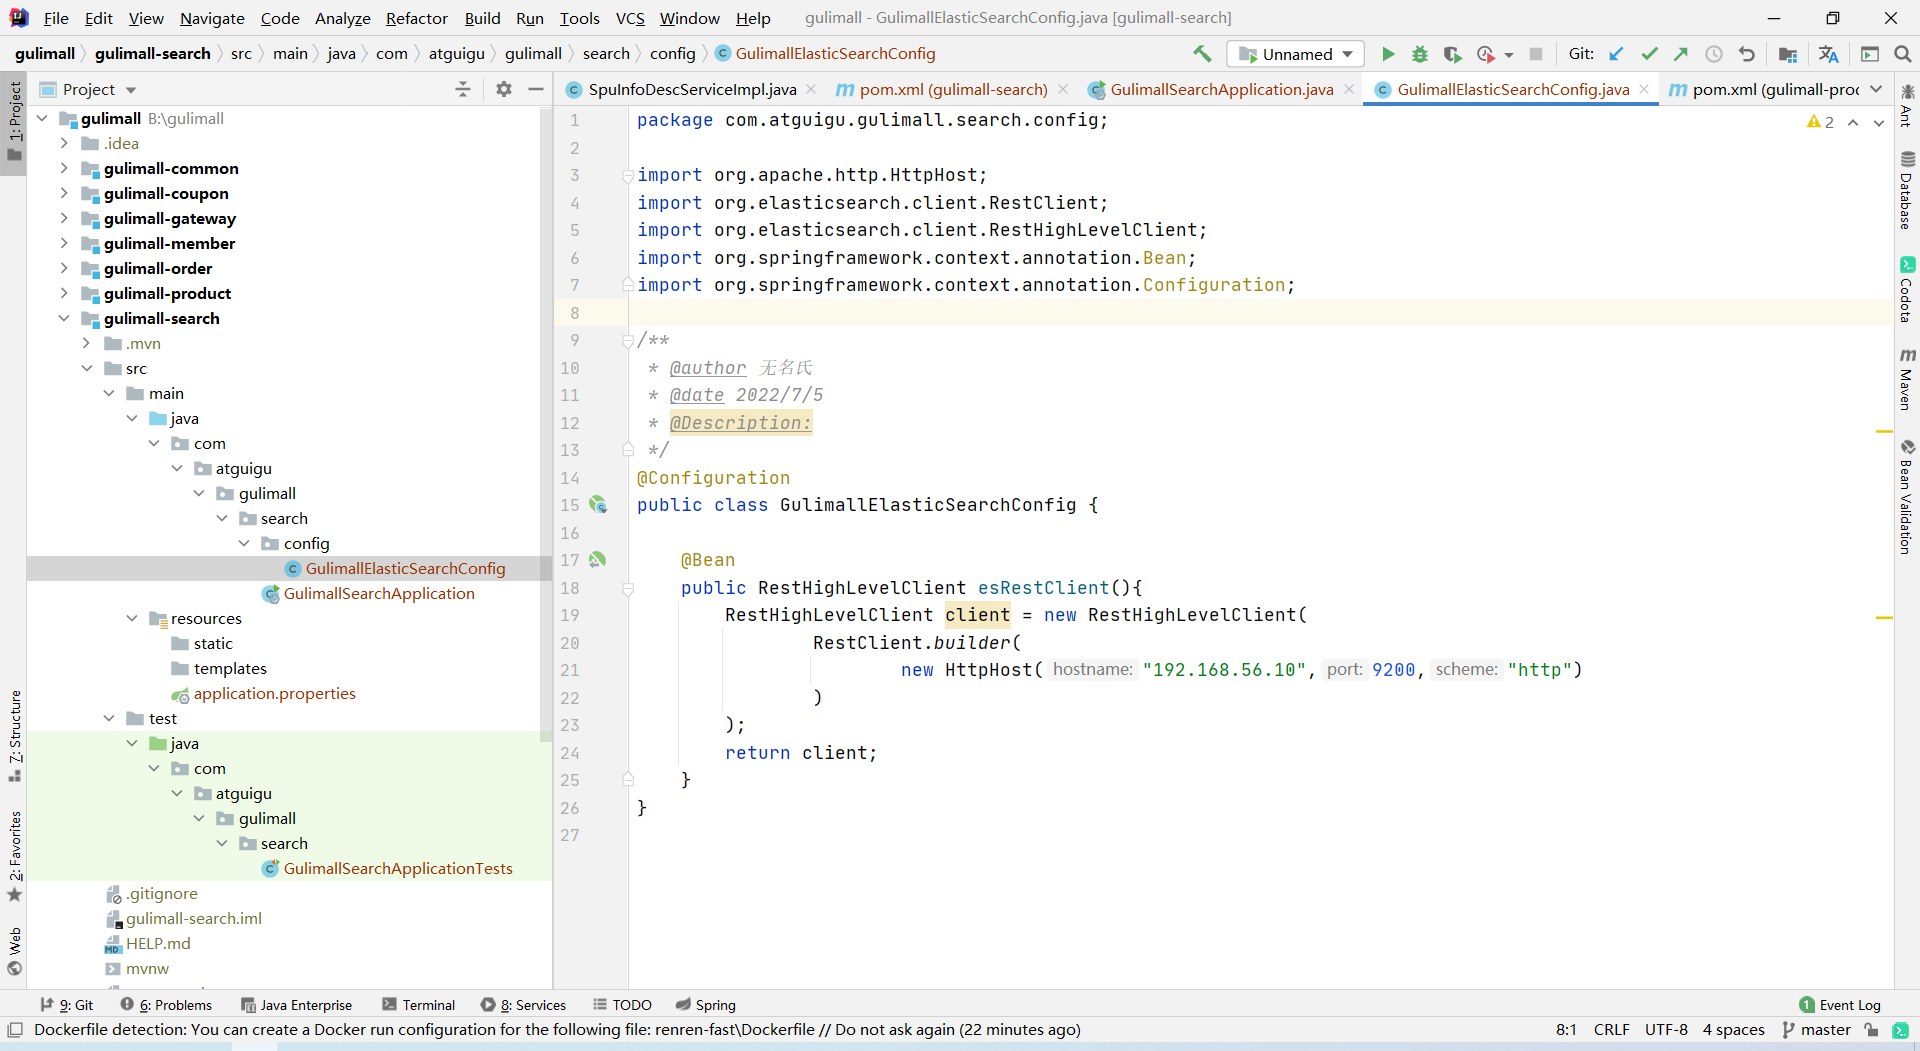 File Edit View Navigate Code Analyze Refactor Build Run Tools VCS Window Help gulimall - GulimallElasticSearchConfig.java [gulimall-search]
gulimall gulimall-search src main java com atguigu gulimall search config GulimallElasticSearchConfig Unnamed Git:
Project
SpuInfoDescServiceImpl.java pom.xml (gulimall-search) GulimallSearchApplication.java GulimallElasticSearchConfig.java pom.xml (gulimall-proc
1: Project
7: Structure
2: Favorites
Web
gulimall B:\gulimall
.idea
gulimall-common
gulimall-coupon
gulimall-gateway
gulimall-member
gulimall-order
gulimall-product
gulimall-search
.mvn
src
main
java
com
atguigu
gulimall
search
config
GulimallElasticSearchConfig
GulimallSearchApplication
resources
static
templates
application.properties
test
java
com
atguigu
gulimall
search
GulimallSearchApplicationTests
.gitignore
gulimall-search.iml
HELP.md
mvnw
2
1 package com.atguigu.gulimall.search.config;
2
3 import org.apache.http.HttpHost;
4 import org.elasticsearch.client.RestClient;
5 import org.elasticsearch.client.RestHighLevelClient;
6 import org.springframework.context.annotation.Bean;
7 import org.springframework.context.annotation.Configuration;
8
9 /**
10 * @author 无名氏
11 * @date 2022/7/5
12 * @Description:
13 */
14 @Configuration
15 public class GulimallElasticSearchConfig {
16
17 @Bean
18 public RestHighLevelClient esRestClient(){
19 RestHighLevelClient client = new RestHighLevelClient(
20 RestClient.builder(
21 new HttpHost( hostname: "192.168.56.10", port: 9200, scheme: "http")
22 )
23 );
24 return client;
25 }
26 }
27
Ant
Database
Codota
Maven
Bean Validation
9: Git 6: Problems Java Enterprise Terminal 8: Services TODO Spring 1 Event Log
Dockerfile detection: You can create a Docker run configuration for the following file: renren-fast\Dockerfile // Do not ask again (22 minutes ago) 8:1 CRLF UTF-8 4 spaces master